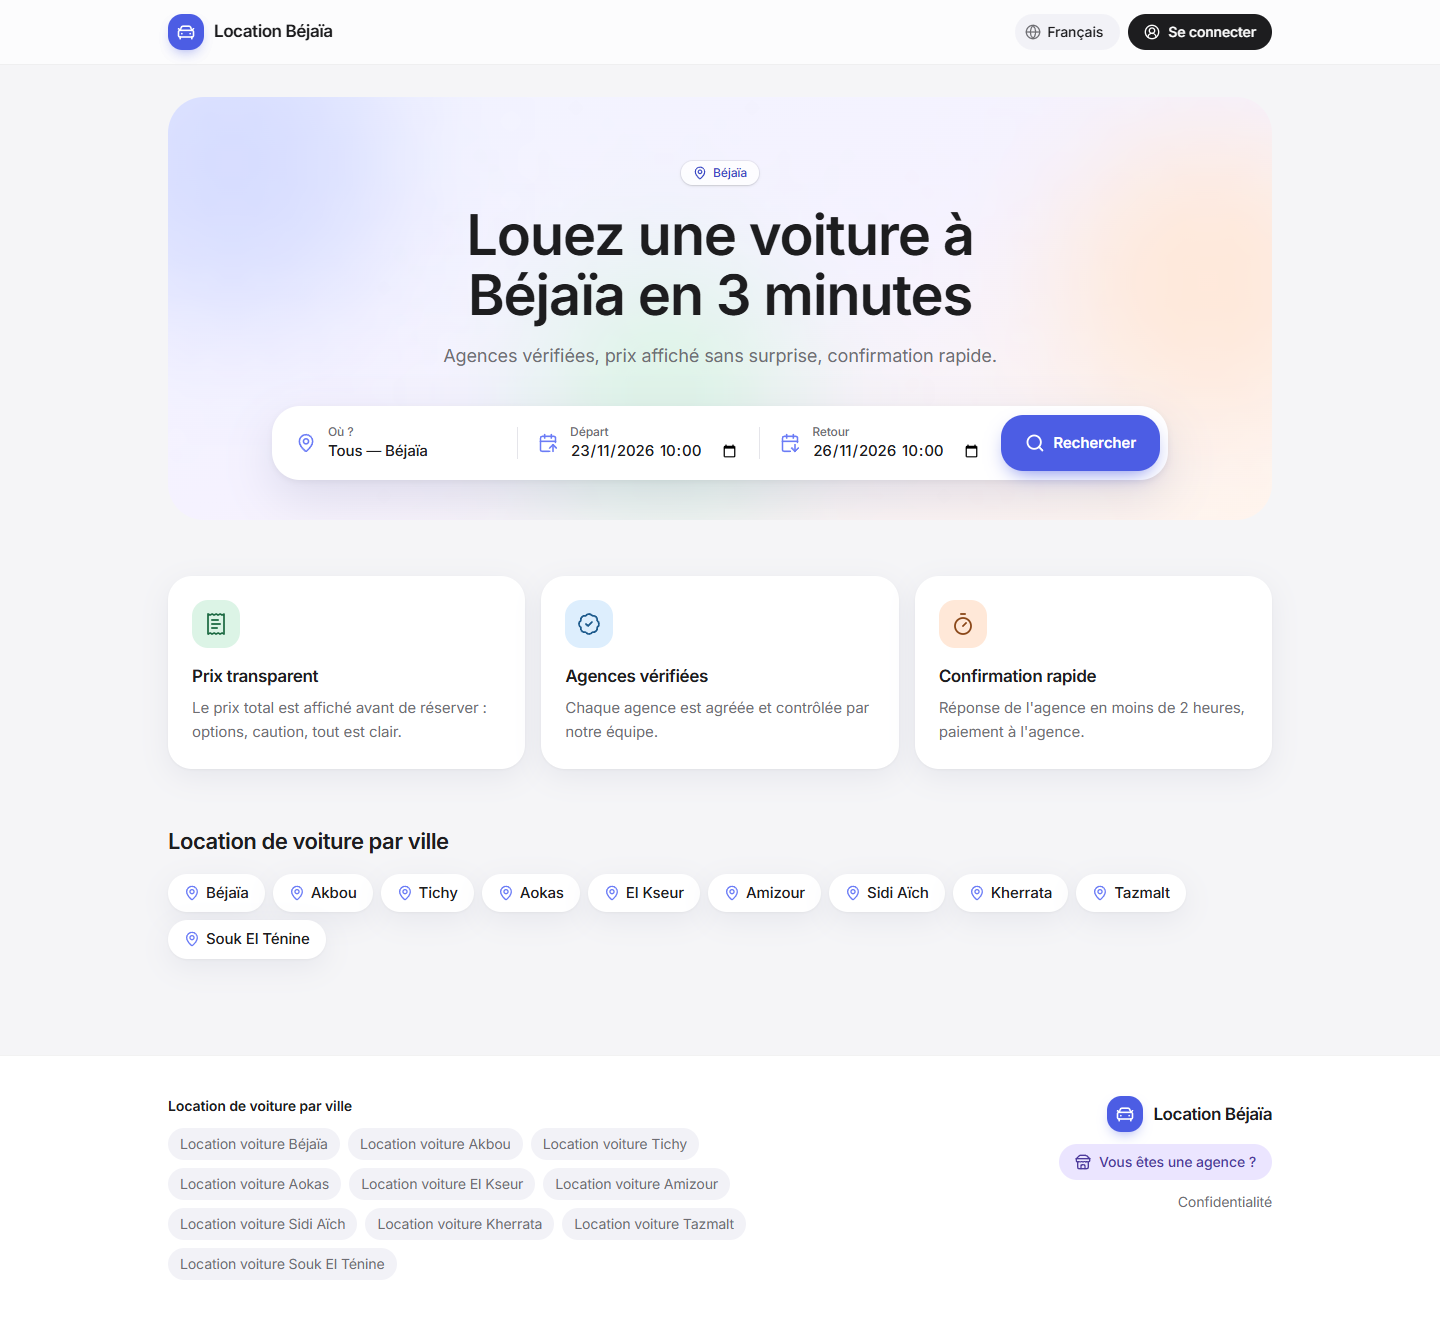 Location Béjaïa
Français
Se connecter
Béjaïa
Louez une voiture à
Béjaïa en 3 minutes
Agences vérifiées, prix affiché sans surprise, confirmation rapide.
Où ?
Tous — Béjaïa
Départ
23/11/2026 10:00
Retour
26/11/2026 10:00
Rechercher
Prix transparent
Le prix total est affiché avant de réserver :
options, caution, tout est clair.
Agences vérifiées
Chaque agence est agréée et contrôlée par
notre équipe.
Confirmation rapide
Réponse de l'agence en moins de 2 heures,
paiement à l'agence.
Location de voiture par ville
Béjaïa
Akbou
Tichy
Aokas
El Kseur
Amizour
Sidi Aïch
Kherrata
Tazmalt
Souk El Ténine
Location de voiture par ville
Location voiture Béjaïa
Location voiture Akbou
Location voiture Tichy
Location voiture Aokas
Location voiture El Kseur
Location voiture Amizour
Location voiture Sidi Aïch
Location voiture Kherrata
Location voiture Tazmalt
Location voiture Souk El Ténine
Location Béjaïa
Vous êtes une agence ?
Confidentialité